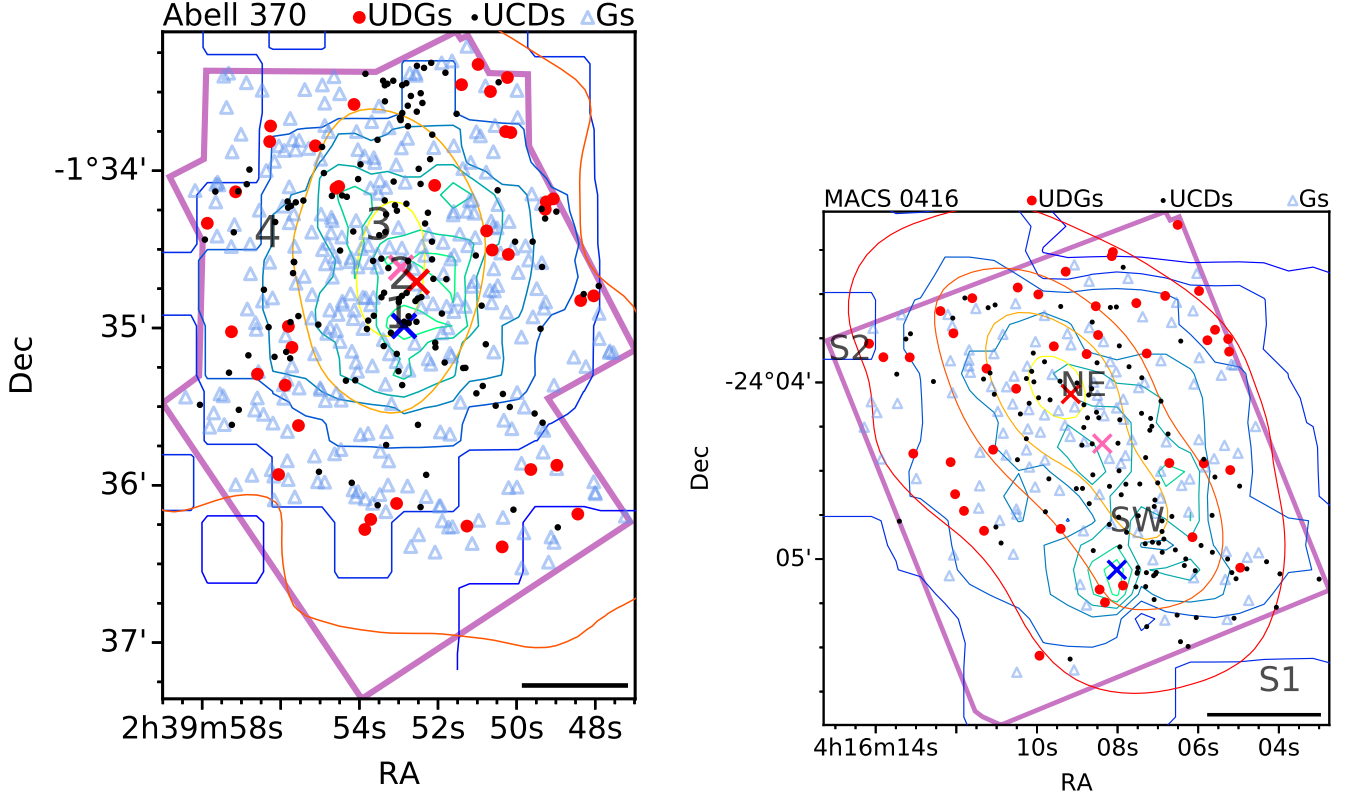 Abell 370 UDGs UCDs Gs
-1°34'
35'
36'
37'
Dec
4
3
2
1
2h39m58s 54s 52s 50s 48s
RA
MACS 0416 UDGs UCDs Gs
-24°04'
05'
Dec
S2
NE
SW
S1
4h16m14s 10s 08s 06s 04s
RA